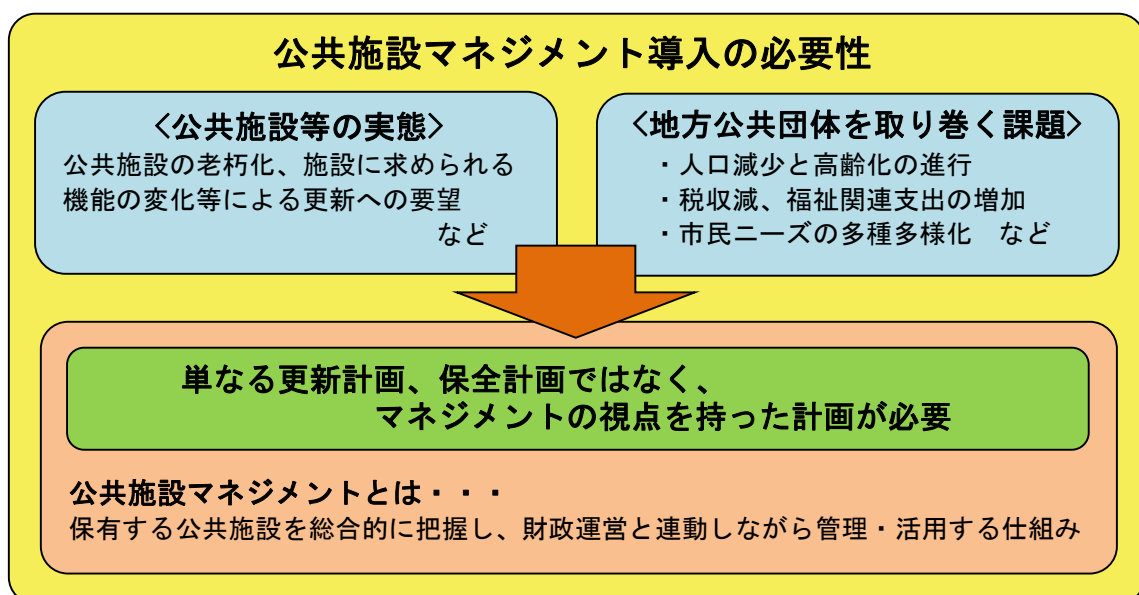 公共施設マネジメント導入の必要性
<公共施設等の実態>
公共施設の老朽化、施設に求められる
機能の変化等による更新への要望
など
<地方公共団体を取り巻く課題>
・人口減少と高齢化の進行
・税収減、福祉関連支出の増加
・市民ニーズの多種多様化　など
単なる更新計画、保全計画ではなく、
マネジメントの視点を持った計画が必要
公共施設マネジメントとは・・・
保有する公共施設を総合的に把握し、財政運営と連動しながら管理・活用する仕組み